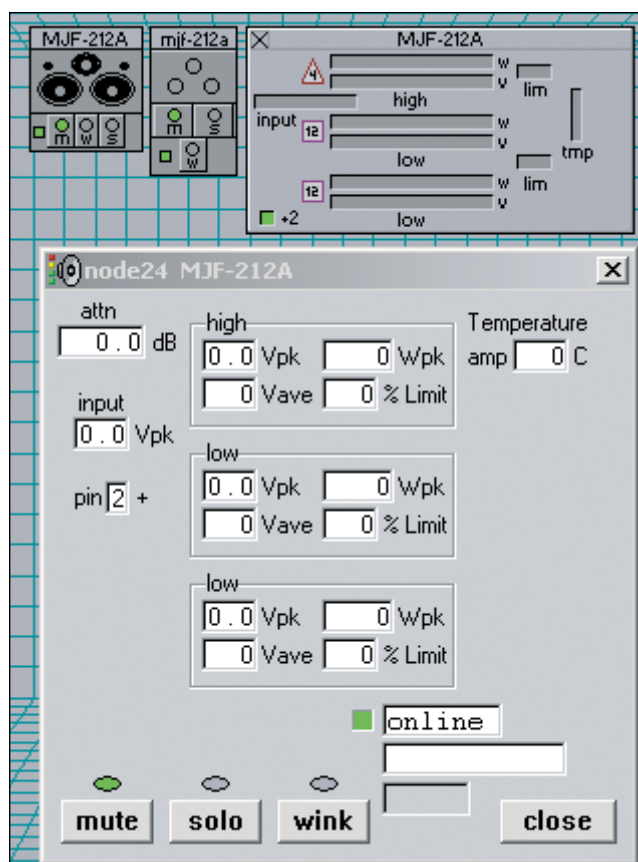 MJF-212A
m w s
mjf-212a
m s
w
MJF-212A
4 w
v
high
lim
input
12 w
v
low
tmp
12 w
v
lim
low
+2
node24 MJF-212A
attn
0.0 dB
input
0.0 Vpk
pin 2 +
high
0.0 Vpk 0 Wpk
0 Vave 0 % Limit
low
0.0 Vpk 0 Wpk
0 Vave 0 % Limit
low
0.0 Vpk 0 Wpk
0 Vave 0 % Limit
Temperature
amp 0 C
online
mute solo wink close